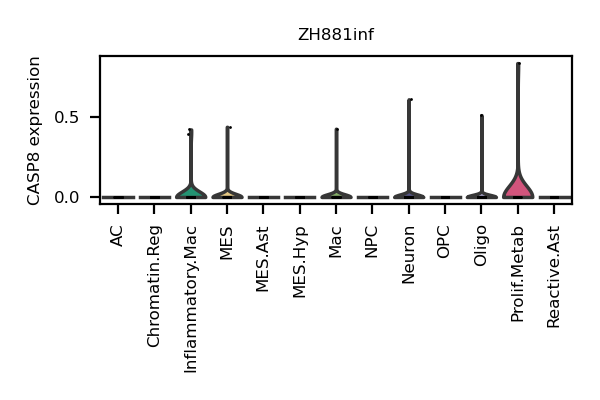 ZH881inf
CASP8 expression
0.5
0.0
AC
Chromatin.Reg
Inflammatory.Mac
MES
MES.Ast
MES.Hyp
Mac
NPC
Neuron
OPC
Oligo
Prolif.Metab
Reactive.Ast